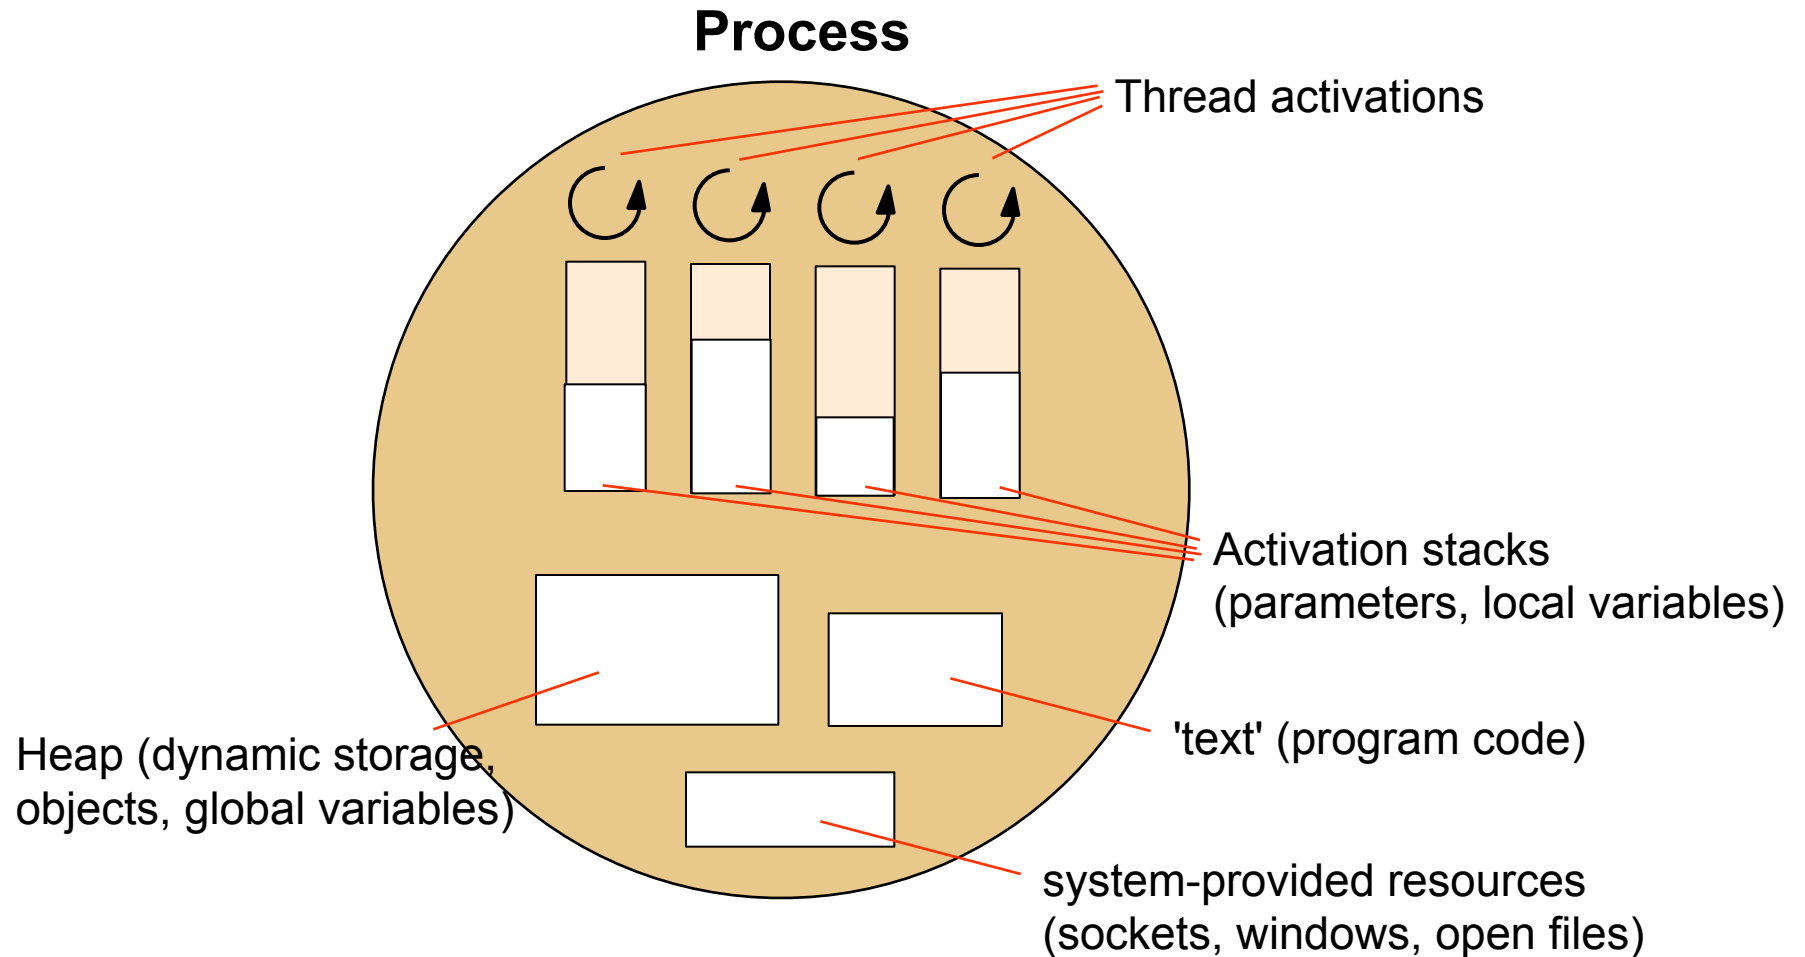 Process
Thread activations
Activation stacks
(parameters, local variables)
'text' (program code)
Heap (dynamic storage,
objects, global variables)
system-provided resources
(sockets, windows, open files)